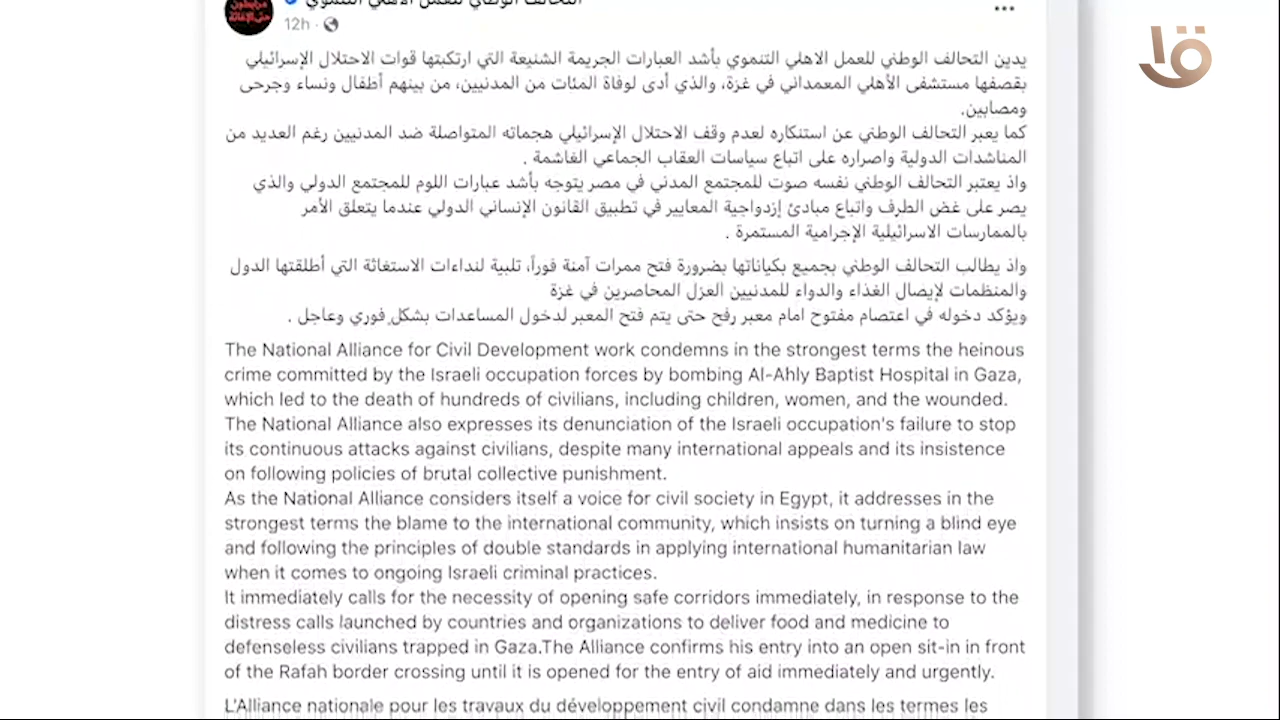 التحالف الوطني للعمل الأهلي التنموي
12h ·
يدين التحالف الوطني للعمل الاهلي التنموي بأشد العبارات الجريمة الشنيعة التي ارتكبتها قوات الاحتلال الإسرائيلي
بقصفها مستشفى الأهلي المعمداني في غزة، والذي أدى لوفاة المئات من المدنيين، من بينهم أطفال ونساء وجرحى
ومصابين.
كما يعبر التحالف الوطني عن استنكاره لعدم وقف الاحتلال الإسرائيلي هجماته المتواصلة ضد المدنيين رغم العديد من
المناشدات الدولية واصراره على اتباع سياسات العقاب الجماعي الغاشمة .
واذ يعتبر التحالف الوطني نفسه صوت للمجتمع المدني في مصر يتوجه بأشد عبارات اللوم للمجتمع الدولي والذي
يصر على غض الطرف واتباع مبادئ إزدواجية المعايير في تطبيق القانون الإنساني الدولي عندما يتعلق الأمر
بالممارسات الاسرائيلية الإجرامية المستمرة .
واذ يطالب التحالف الوطني بجميع بكياناتها بضرورة فتح ممرات آمنة فوراً، تلبية لنداءات الاستغاثة التي أطلقتها الدول
والمنظمات لإيصال الغذاء والدواء للمدنيين العزل المحاصرين في غزة
ويؤكد دخوله في اعتصام مفتوح امام معبر رفح حتى يتم فتح المعبر لدخول المساعدات بشكل فوري وعاجل .
The National Alliance for Civil Development work condemns in the strongest terms the heinous
crime committed by the Israeli occupation forces by bombing Al-Ahly Baptist Hospital in Gaza,
which led to the death of hundreds of civilians, including children, women, and the wounded.
The National Alliance also expresses its denunciation of the Israeli occupation's failure to stop
its continuous attacks against civilians, despite many international appeals and its insistence
on following policies of brutal collective punishment.
As the National Alliance considers itself a voice for civil society in Egypt, it addresses in the
strongest terms the blame to the international community, which insists on turning a blind eye
and following the principles of double standards in applying international humanitarian law
when it comes to ongoing Israeli criminal practices.
It immediately calls for the necessity of opening safe corridors immediately, in response to the
distress calls launched by countries and organizations to deliver food and medicine to
defenseless civilians trapped in Gaza.The Alliance confirms his entry into an open sit-in in front
of the Rafah border crossing until it is opened for the entry of aid immediately and urgently.
L'Alliance nationale pour les travaux du développement civil condamne dans les termes les